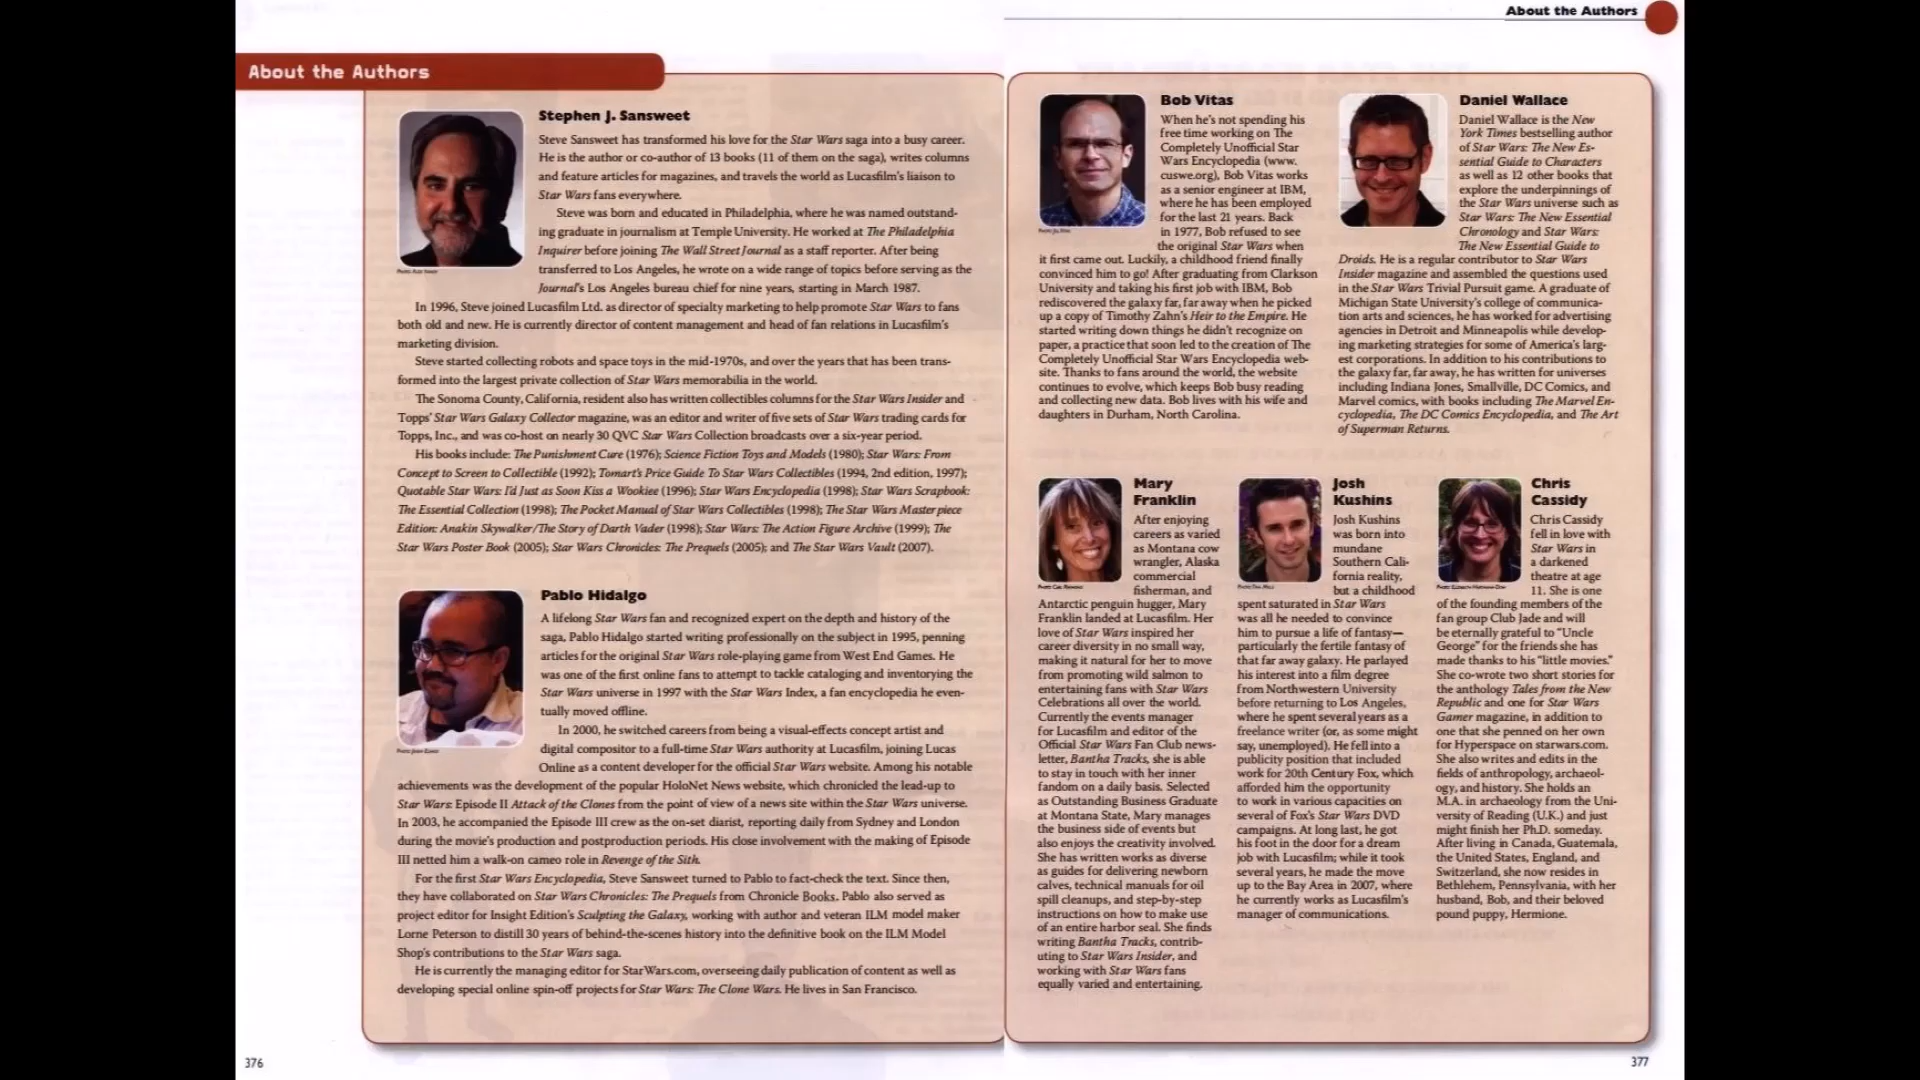 About the Authors
About the Authors
Stephen J. Sansweet
Steve Sansweet has transformed his love for the Star Wars saga into a busy career.
He is the author or co-author of 13 books (11 of them on the saga), writes columns
and feature articles for magazines, and travels the world as Lucasfilm's liaison to
Star Wars fans everywhere.
Steve was born and educated in Philadelphia, where he was named outstand-
ing graduate in journalism at Temple University. He worked at The Philadelphia
Inquirer before joining The Wall Street Journal as a staff reporter. After being
transferred to Los Angeles, he wrote on a wide range of topics before serving as the
Journal's Los Angeles bureau chief for nine years, starting in March 1987.
In 1996, Steve joined Lucasfilm Ltd. as director of specialty marketing to help promote Star Wars to fans
both old and new. He is currently director of content management and head of fan relations in Lucasfilm's
marketing division.
Steve started collecting robots and space toys in the mid-1970s, and over the years that has been trans-
formed into the largest private collection of Star Wars memorabilia in the world.
The Sonoma County, California, resident also has written collectibles columns for the Star Wars Insider and
Topps' Star Wars Galaxy Collector magazine, was an editor and writer of five sets of Star Wars trading cards for
Topps, Inc., and was co-host on nearly 30 QVC Star Wars Collection broadcasts over a six-year period.
His books include: The Punishment Cure (1976); Science Fiction Toys and Models (1980); Star Wars: From
Concept to Screen to Collectible (1992); Tomart's Price Guide To Star Wars Collectibles (1994, 2nd edition, 1997);
Quotable Star Wars: I'd Just as Soon Kiss a Wookiee (1996); Star Wars Encyclopedia (1998); Star Wars Scrapbook:
The Essential Collection (1998); The Pocket Manual of Star Wars Collectibles (1998); The Star Wars Masterpiece
Edition: Anakin Skywalker/The Story of Darth Vader (1998); Star Wars: The Action Figure Archive (1999); The
Star Wars Poster Book (2005); Star Wars Chronicles: The Prequels (2005); and The Star Wars Vault (2007).
Pablo Hidalgo
A lifelong Star Wars fan and recognized expert on the depth and history of the
saga, Pablo Hidalgo started writing professionally on the subject in 1995, penning
articles for the original Star Wars role-playing game from West End Games. He
was one of the first online fans to attempt to tackle cataloging and inventorying the
Star Wars universe in 1997 with the Star Wars Index, a fan encyclopedia he even-
tually moved offline.
In 2000, he switched careers from being a visual-effects concept artist and
digital compositor to a full-time Star Wars authority at Lucasfilm, joining Lucas
Online as a content developer for the official Star Wars website. Among his notable
achievements was the development of the popular HoloNet News website, which chronicled the lead-up to
Star Wars: Episode II Attack of the Clones from the point of view of a news site within the Star Wars universe.
In 2003, he accompanied the Episode III crew as the on-set diarist, reporting daily from Sydney and London
during the movie's production and postproduction periods. His close involvement with the making of Episode
III netted him a walk-on cameo role in Revenge of the Sith.
For the first Star Wars Encyclopedia, Steve Sansweet turned to Pablo to fact-check the text. Since then,
they have collaborated on Star Wars Chronicles: The Prequels from Chronicle Books. Pablo also served as
project editor for Insight Edition's Sculpting the Galaxy, working with author and veteran ILM model maker
Lorne Peterson to distill 30 years of behind-the-scenes history into the definitive book on the ILM Model
Shop's contributions to the Star Wars saga.
He is currently the managing editor for StarWars.com, overseeing daily publication of content as well as
developing special online spin-off projects for Star Wars: The Clone Wars. He lives in San Francisco.
376
Bob Vitas
When he's not spending his
free time working on The
Completely Unofficial Star
Wars Encyclopedia (www.
cuswe.org), Bob Vitas works
as a senior engineer at IBM,
where he has been employed
for the last 21 years. Back
in 1977, Bob refused to see
the original Star Wars when
it first came out. Luckily, a childhood friend finally
convinced him to go! After graduating from Clarkson
University and taking his first job with IBM, Bob
rediscovered the galaxy far, far away when he picked
up a copy of Timothy Zahn's Heir to the Empire. He
started writing down things he didn't recognize on
paper, a practice that soon led to the creation of The
Completely Unofficial Star Wars Encyclopedia web-
site. Thanks to fans around the world, the website
continues to evolve, which keeps Bob busy reading
and collecting new data. Bob lives with his wife and
daughters in Durham, North Carolina.
Daniel Wallace
Daniel Wallace is the New
York Times bestselling author
of Star Wars: The New Es-
sential Guide to Characters
as well as 12 other books that
explore the underpinnings of
the Star Wars universe such as
Star Wars: The New Essential
Chronology and Star Wars:
The New Essential Guide to
Droids. He is a regular contributor to Star Wars
Insider magazine and assembled the questions used
in the Star Wars Trivial Pursuit game. A graduate of
Michigan State University's college of communica-
tion arts and sciences, he has worked for advertising
agencies in Detroit and Minneapolis while develop-
ing marketing strategies for some of America's larg-
est corporations. In addition to his contributions to
the galaxy far, far away, he has written for universes
including Indiana Jones, Smallville, DC Comics, and
Marvel comics, with books including The Marvel En-
cyclopedia, The DC Comics Encyclopedia, and The Art
of Superman Returns.
Mary
Franklin
After enjoying
careers as varied
as Montana cow
wrangler, Alaska
commercial
fisherman, and
Antarctic penguin hugger, Mary
Franklin landed at Lucasfilm. Her
love of Star Wars inspired her
career diversity in no small way,
making it natural for her to move
from promoting wild salmon to
entertaining fans with Star Wars
Celebrations all over the world.
Currently the events manager
for Lucasfilm and editor of the
Official Star Wars Fan Club news-
letter, Bantha Tracks, she is able
to stay in touch with her inner
fandom on a daily basis. Selected
as Outstanding Business Graduate
at Montana State, Mary manages
the business side of events but
also enjoys the creativity involved.
She has written works as diverse
as guides for delivering newborn
calves, technical manuals for oil
spill cleanups, and step-by-step
instructions on how to make use
of an entire harbor seal. She finds
writing Bantha Tracks, contrib-
uting to Star Wars Insider, and
working with Star Wars fans
equally varied and entertaining.
Josh
Kushins
Josh Kushins
was born into
mundane
Southern Cali-
fornia reality,
but a childhood
spent saturated in Star Wars
was all he needed to convince
him to pursue a life of fantasy—
particularly the fertile fantasy of
that far away galaxy. He parlayed
his interest into a film degree
from Northwestern University
before returning to Los Angeles,
where he spent several years as a
freelance writer (or, as some might
say, unemployed). He fell into a
publicity position that included
work for 20th Century Fox, which
afforded him the opportunity
to work in various capacities on
several of Fox's Star Wars DVD
campaigns. At long last, he got
his foot in the door for a dream
job with Lucasfilm; while it took
several years, he made the move
up to the Bay Area in 2007, where
he currently works as Lucasfilm's
manager of communications.
Chris
Cassidy
Chris Cassidy
fell in love with
Star Wars in
a darkened
theatre at age
11. She is one
of the founding members of the
fan group Club Jade and will
be eternally grateful to "Uncle
George" for the friends she has
made thanks to his "little movies."
She co-wrote two short stories for
the anthology Tales from the New
Republic and one for Star Wars
Gamer magazine, in addition to
one that she penned on her own
for Hyperspace on starwars.com.
She also writes and edits in the
fields of anthropology, archaeol-
ogy, and history. She holds an
M.A. in archaeology from the Uni-
versity of Reading (U.K.) and just
might finish her Ph.D. someday.
After living in Canada, Guatemala,
the United States, England, and
Switzerland, she now resides in
Bethlehem, Pennsylvania, with her
husband, Bob, and their beloved
pound puppy, Hermione.
377